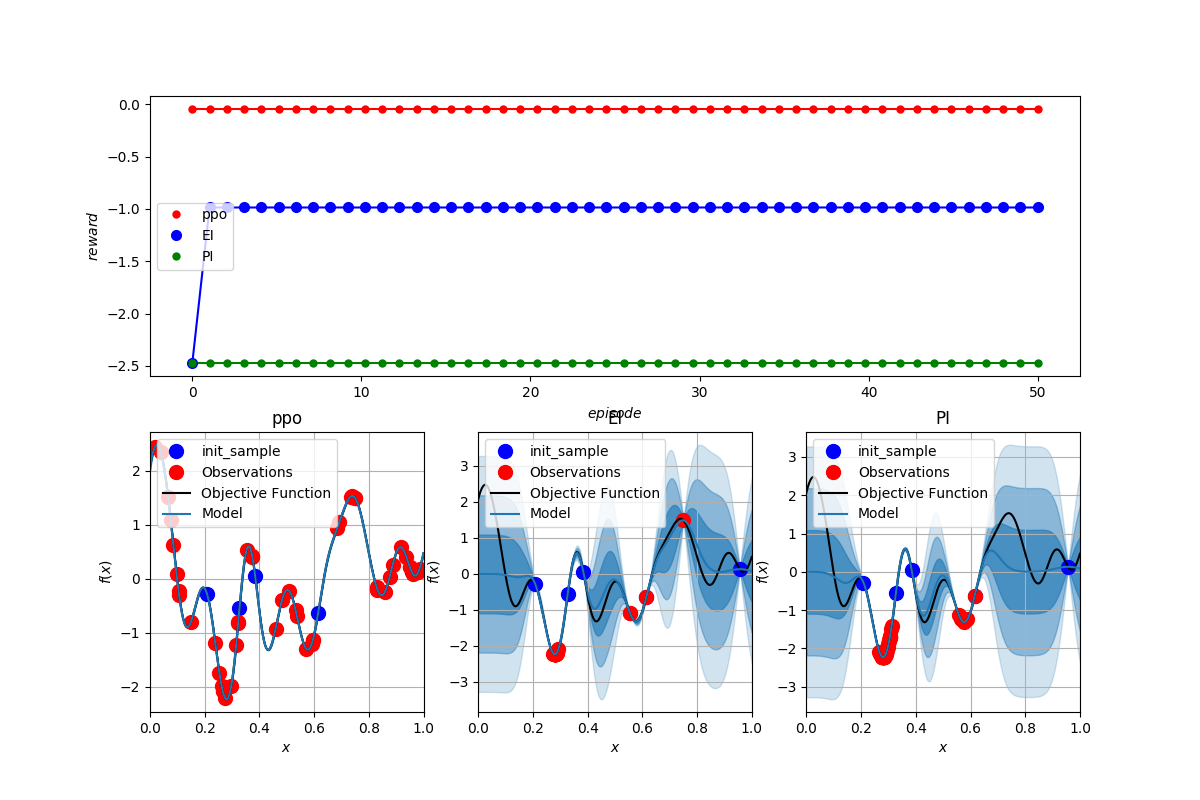 0.0
−0.5
−1.0
−1.5
−2.0
−2.5
reward
ppo
EI
PI
0
10
20
30
40
50
episode
ppo
EI
PI
init_sample
Observations
Objective Function
Model
2
1
0
−1
−2
f(x)
0.0
0.2
0.4
0.6
0.8
1.0
x
init_sample
Observations
Objective Function
Model
3
2
1
0
−1
−2
−3
f(x)
0.0
0.2
0.4
0.6
0.8
1.0
x
init_sample
Observations
Objective Function
Model
3
2
1
0
−1
−2
−3
f(x)
0.0
0.2
0.4
0.6
0.8
1.0
x